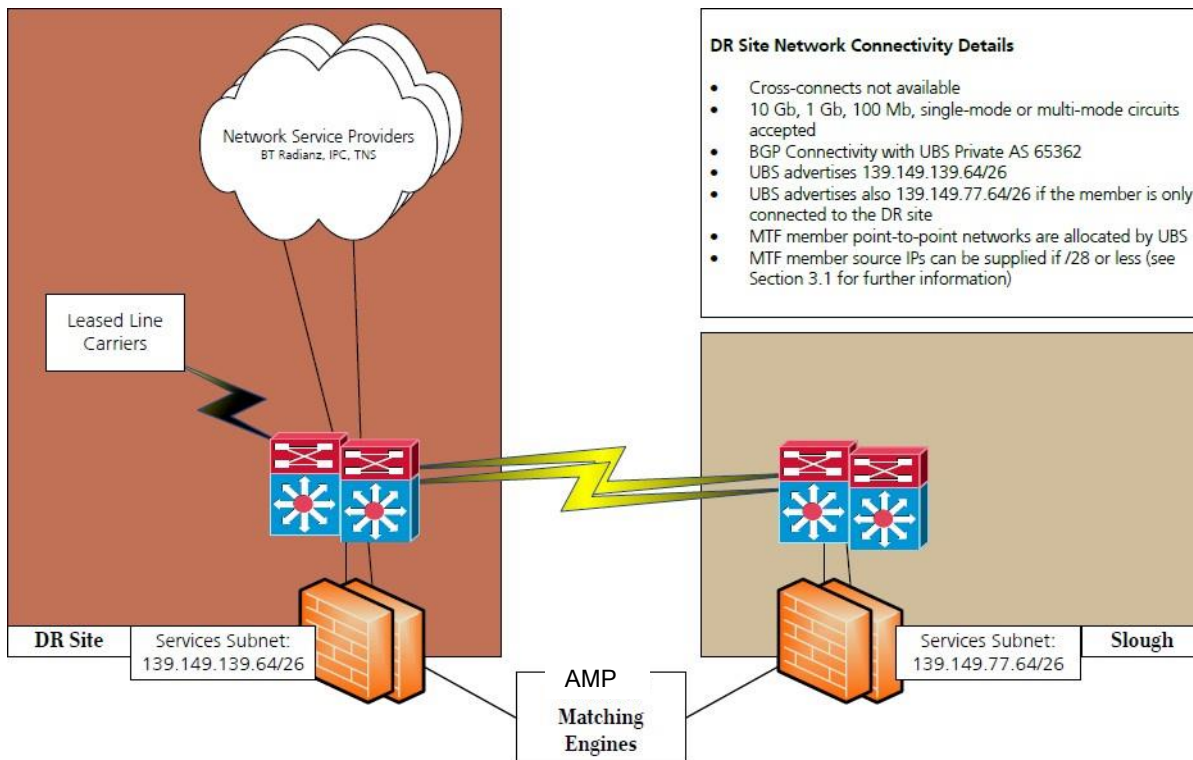 Network Service Providers
BT Radianz, IPC, TNS
Leased Line
Carriers
DR Site Network Connectivity Details
• Cross-connects not available
• 10 Gb, 1 Gb, 100 Mb, single-mode or multi-mode circuits
accepted
• BGP Connectivity with UBS Private AS 65362
• UBS advertises 139.149.139.64/26
• UBS advertises also 139.149.77.64/26 if the member is only
connected to the DR site
• MTF member point-to-point networks are allocated by UBS
• MTF member source IPs can be supplied if /28 or less (see
Section 3.1 for further information)
DR Site
Services Subnet:
139.149.139.64/26
AMP
Matching
Engines
Services Subnet:
139.149.77.64/26
Slough